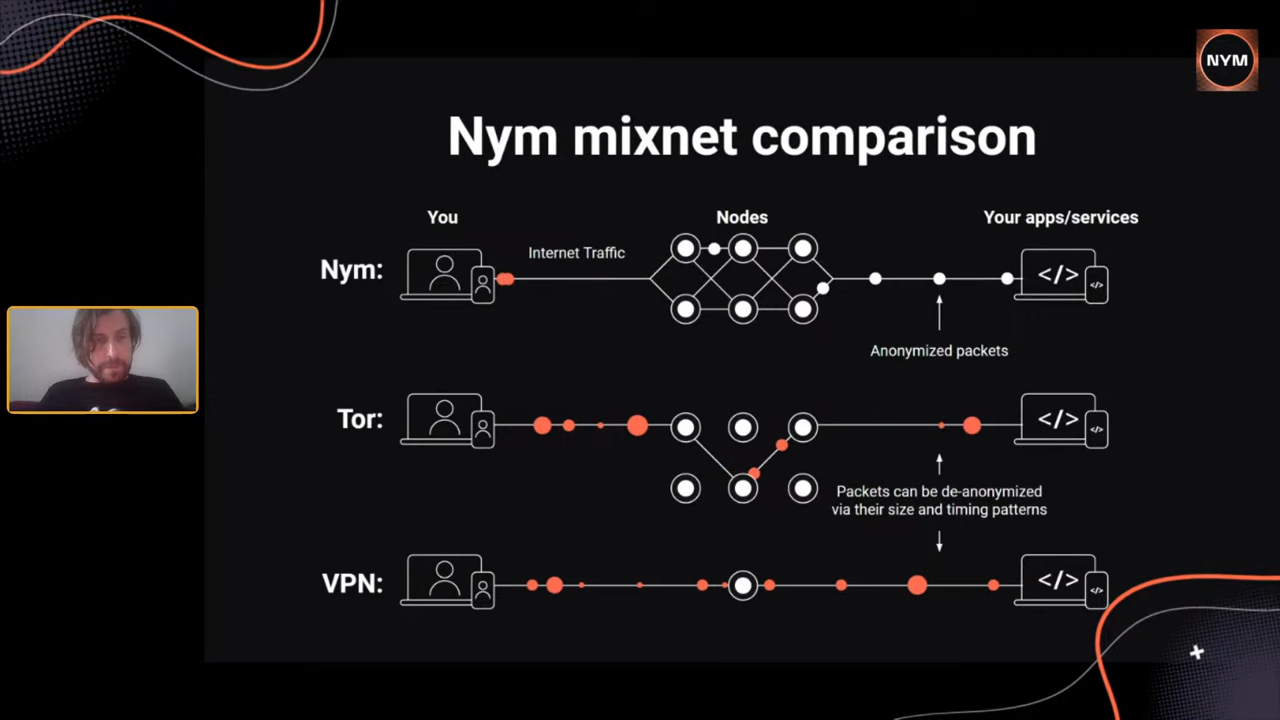 NYM
Nym mixnet comparison
You
Nodes
Your apps/services
Nym:
Internet Traffic
</>
</>
Anonymized packets
Tor:
</>
</>
Packets can be de-anonymized
via their size and timing patterns
VPN:
</>
</>